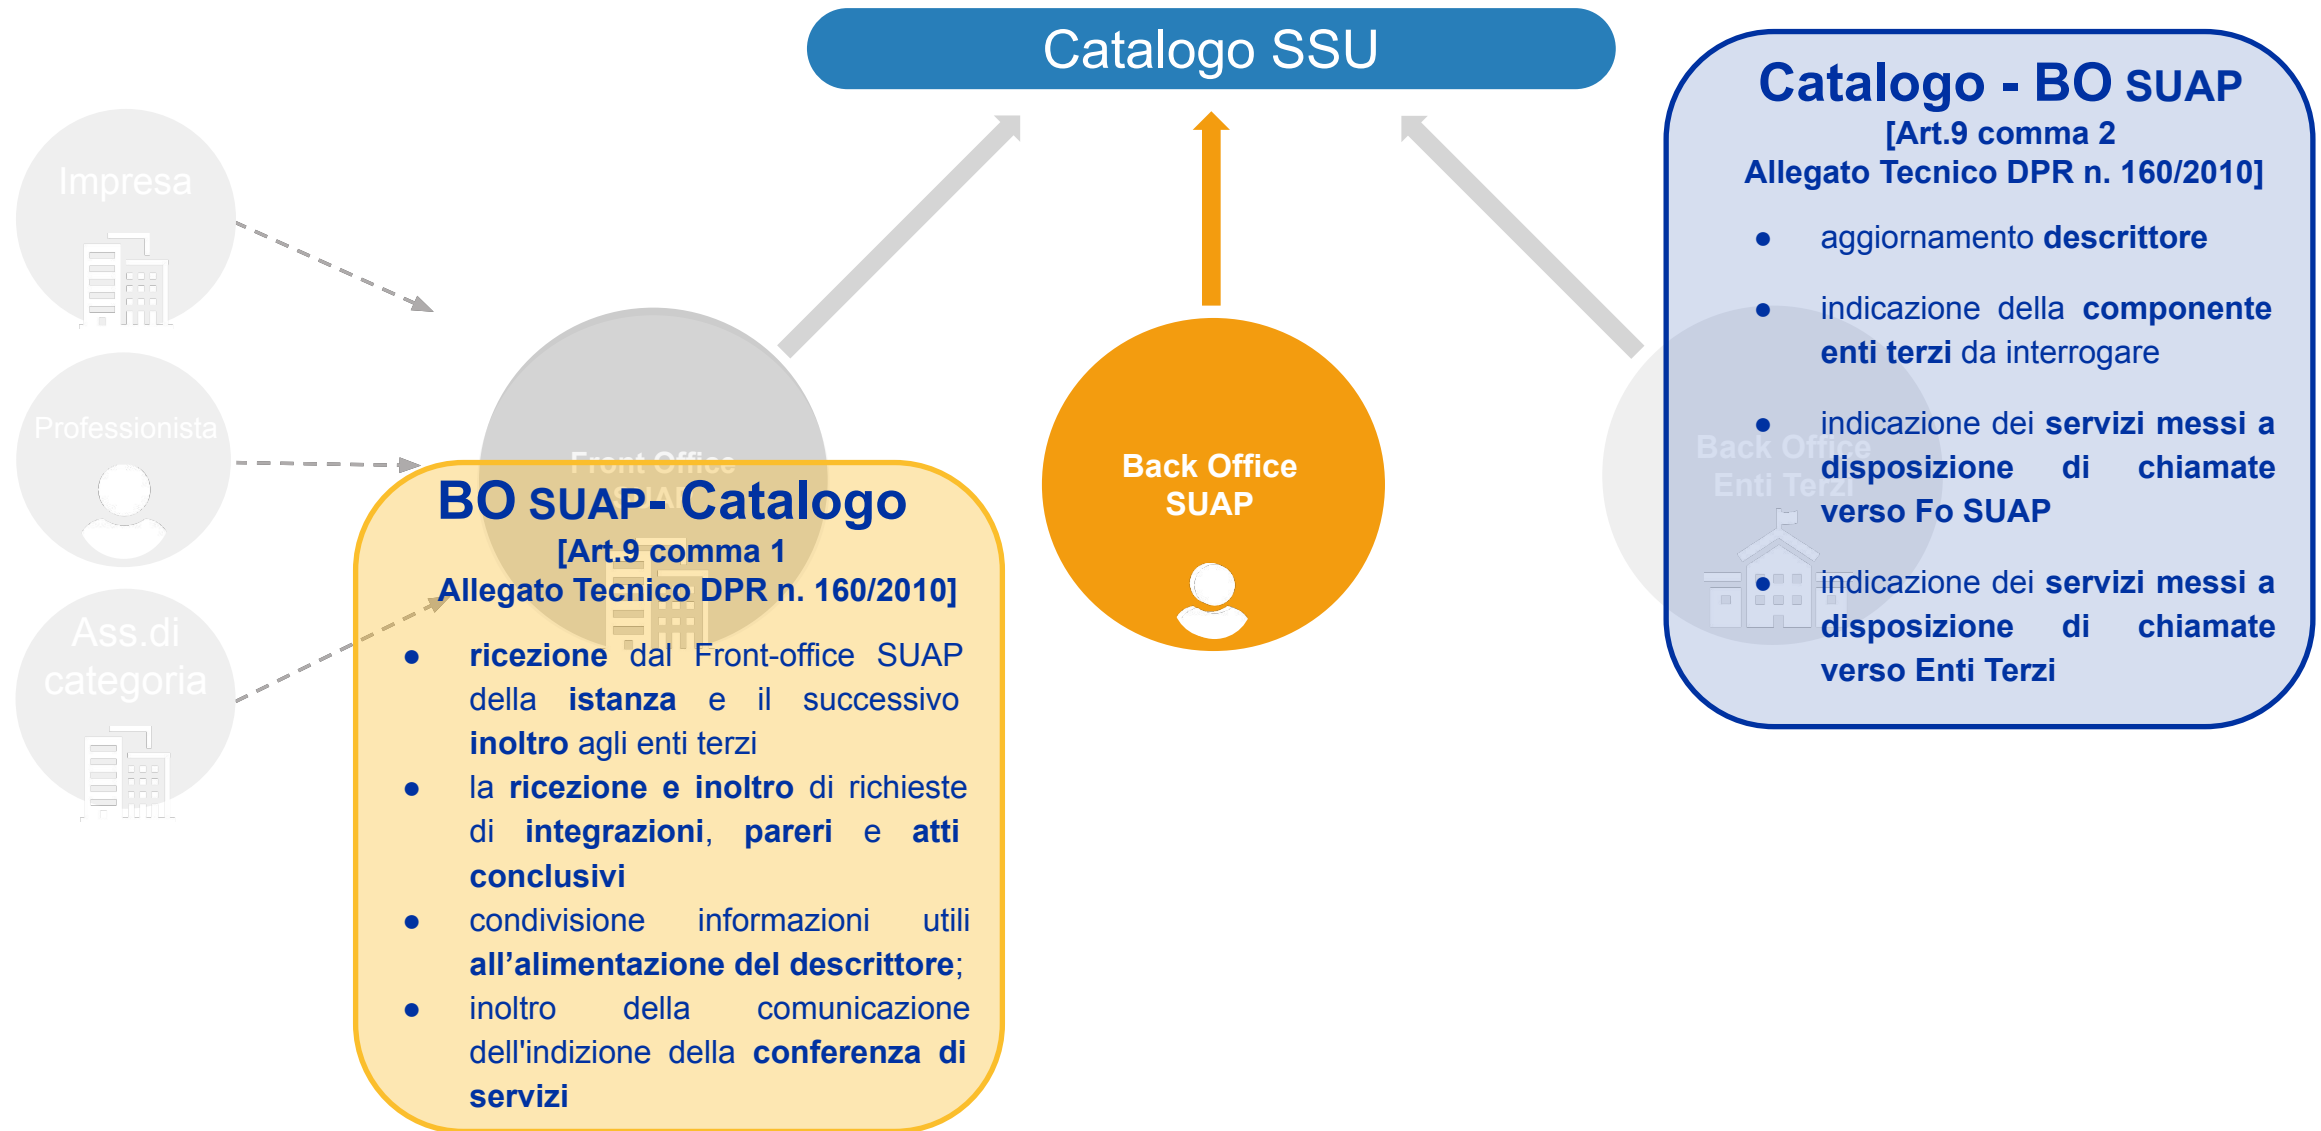 Catalogo SSU
Impresa
Professionista
Ass.di
categoria
Front Office
SUAP
BO SUAP- Catalogo
[Art.9 comma 1
Allegato Tecnico DPR n. 160/2010]
● ricezione dal Front-office SUAP
della istanza e il successivo
inoltro agli enti terzi
● la ricezione e inoltro di richieste
di integrazioni, pareri e atti
conclusivi
● condivisione informazioni utili
all’alimentazione del descrittore;
● inoltro della comunicazione
dell'indizione della conferenza di
servizi
Back Office
SUAP
Back Office
Enti Terzi
Catalogo - BO SUAP
[Art.9 comma 2
Allegato Tecnico DPR n. 160/2010]
● aggiornamento descrittore
● indicazione della componente
enti terzi da interrogare
● indicazione dei servizi messi a
disposizione di chiamate
verso Fo SUAP
● indicazione dei servizi messi a
disposizione di chiamate
verso Enti Terzi